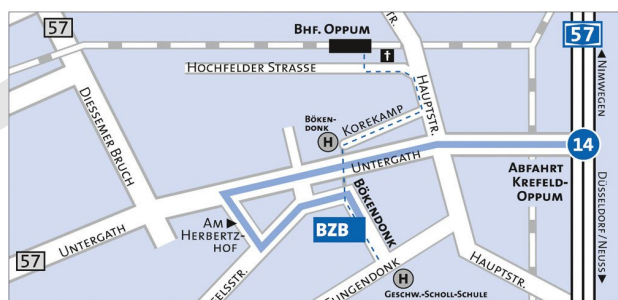 57
BHF. OPPUM
57
HOCHFELDER STRASSE
HAUPTSTR.
NIMWEGEN
DIESSEMER BRUCH
BÖKEN-
DONK
H
KOREKAMP
14
UNTERGATH
ABFAHRT
KREFELD-
OPPUM
BÖKENDONK
DÜSSELDORF/NEUSS
AM
HERBERTZ-
HOF
BZB
UNTERGATH
57
HAUPTSTR.
H
GESCHW.-SCHOLL-SCHULE